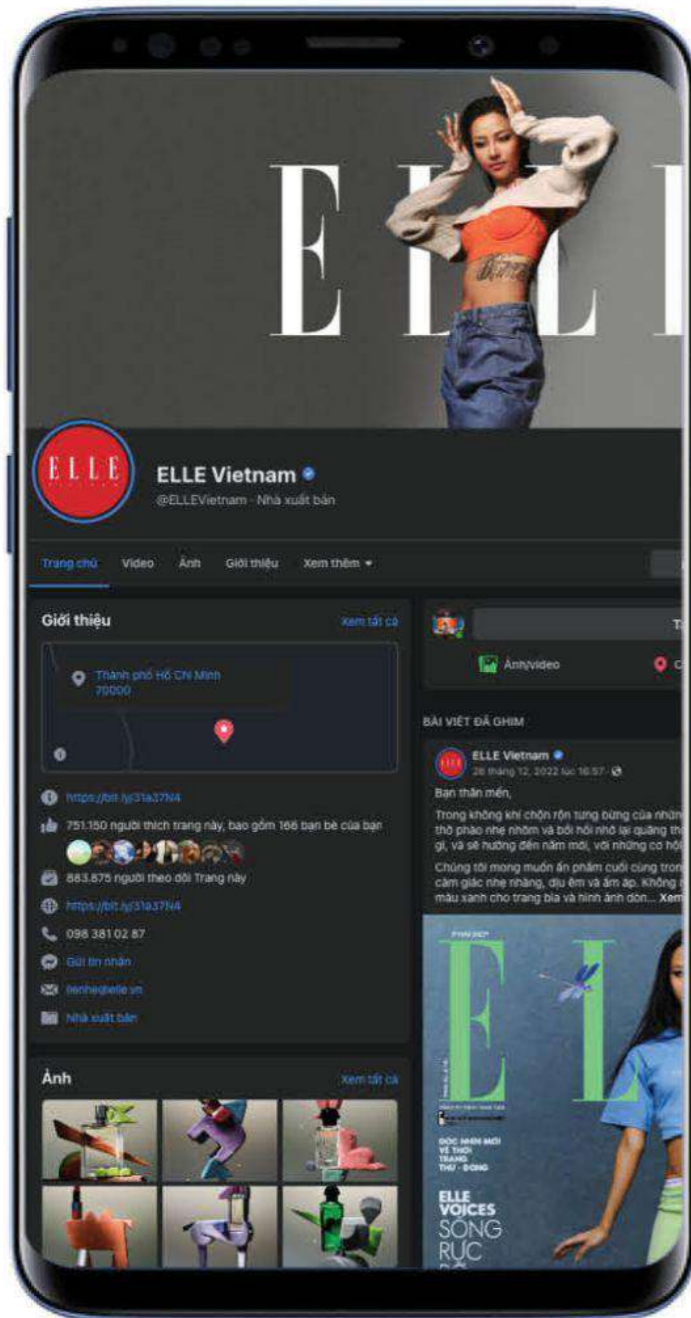 ELL
ELLE
ELLE Vietnam
@ELLEVietnam · Nhà xuất bản
Trang chủ
Video
Ảnh
Giới thiệu
Xem thêm
Giới thiệu
Xem tất cả
Thành phố Hồ Chí Minh
70000
https://bit.ly/31a37N4
751.150 người thích trang này, bao gồm 166 bạn bè của bạn
883.875 người theo dõi Trang này
https://bit.ly/31a37N4
098 381 02 87
Gửi tin nhắn
lienhe@elle.vn
Nhà xuất bản
Ảnh
Xem tất cả
Ảnh/video
BÀI VIẾT ĐÃ GHIM
ELLE Vietnam
26 tháng 12, 2022 lúc 16:57
Bạn thân mến,
Trong không khí chộn rộn tưng bừng của những
thở phào nhẹ nhõm và bồi hồi nhớ lại quãng
gì, và sẽ hướng đến năm mới, với những cơ hội
Chúng tôi mong muốn ấn phẩm cuối cùng
cảm giác nhẹ nhàng, dịu êm và ấm áp. Không
màu xanh cho trang bìa và hình ảnh đơn... Xem
PHÁI ĐẸP
EL
GÓC NHÌN MỚI
VỀ THỜI
TRANG
THU - ĐÔNG
ELLE
VOICES
SỐNG
RỰC